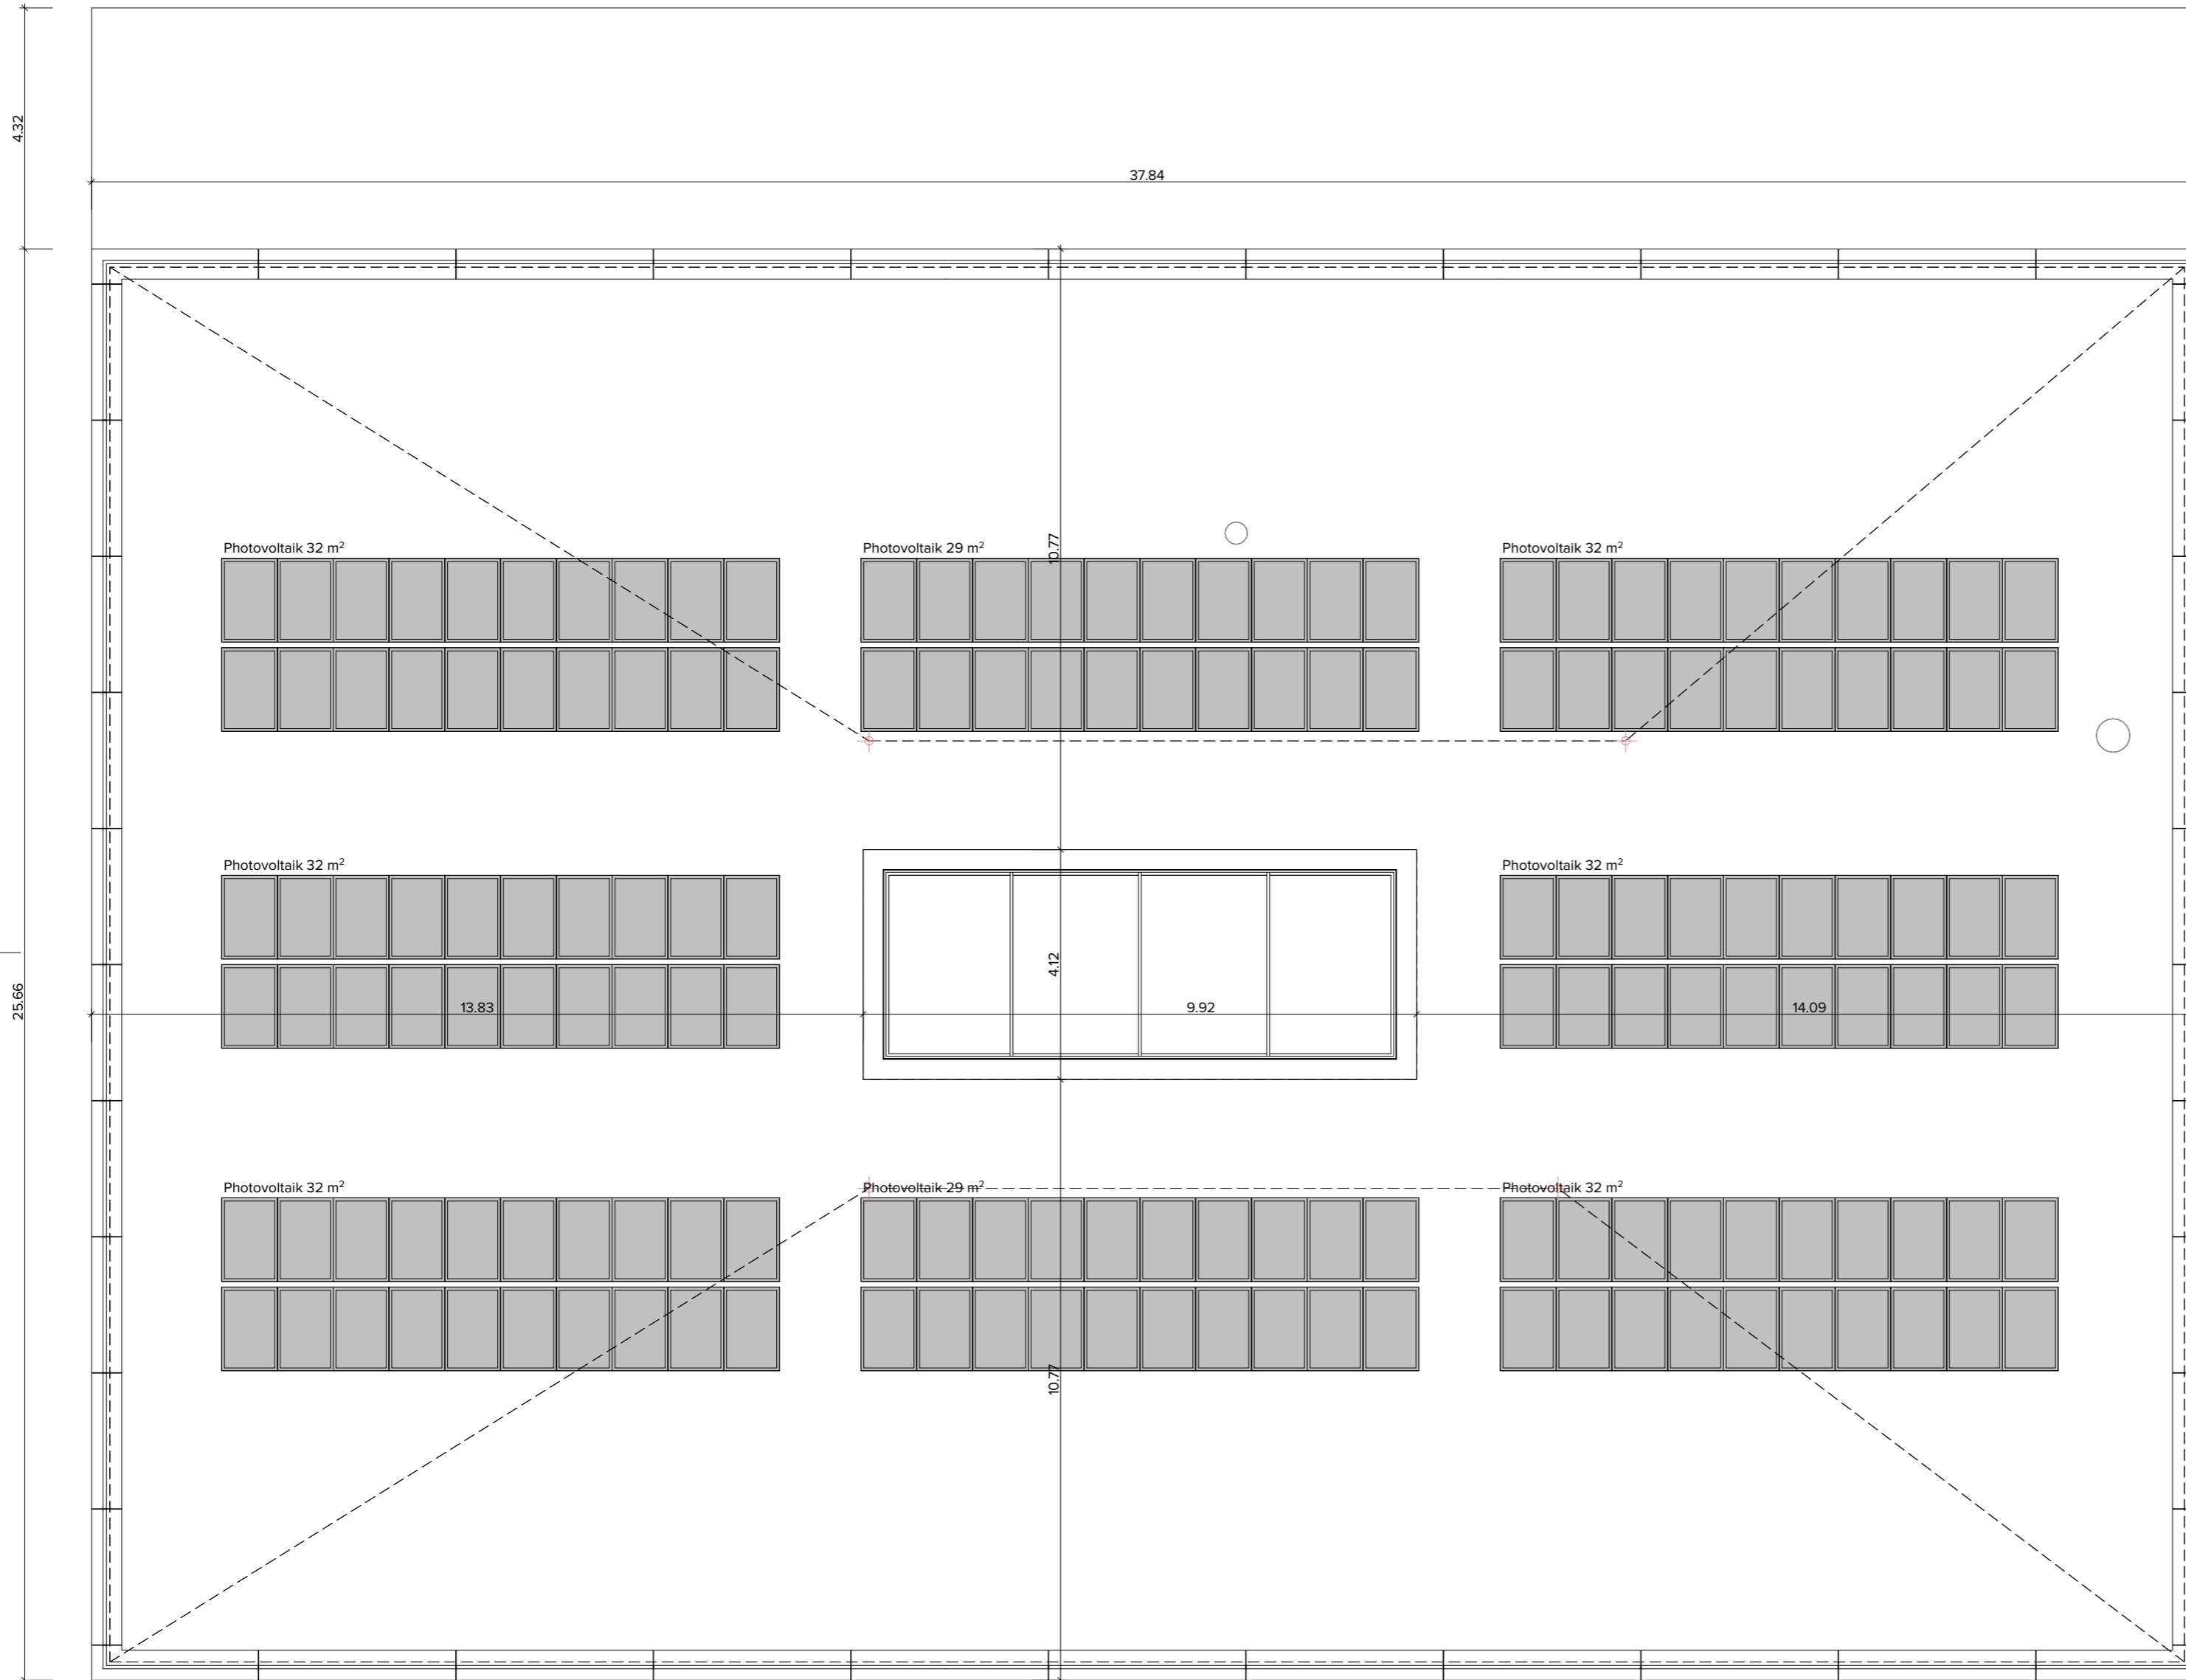 4.32
37.84
10.77
Photovoltaik 32 m²
Photovoltaik 29 m²
Photovoltaik 32 m²
Photovoltaik 32 m²
Photovoltaik 32 m²
4.12
25.66
13.83
9.92
14.09
Photovoltaik 32 m²
Photovoltaik 29 m²
Photovoltaik 32 m²
10.77